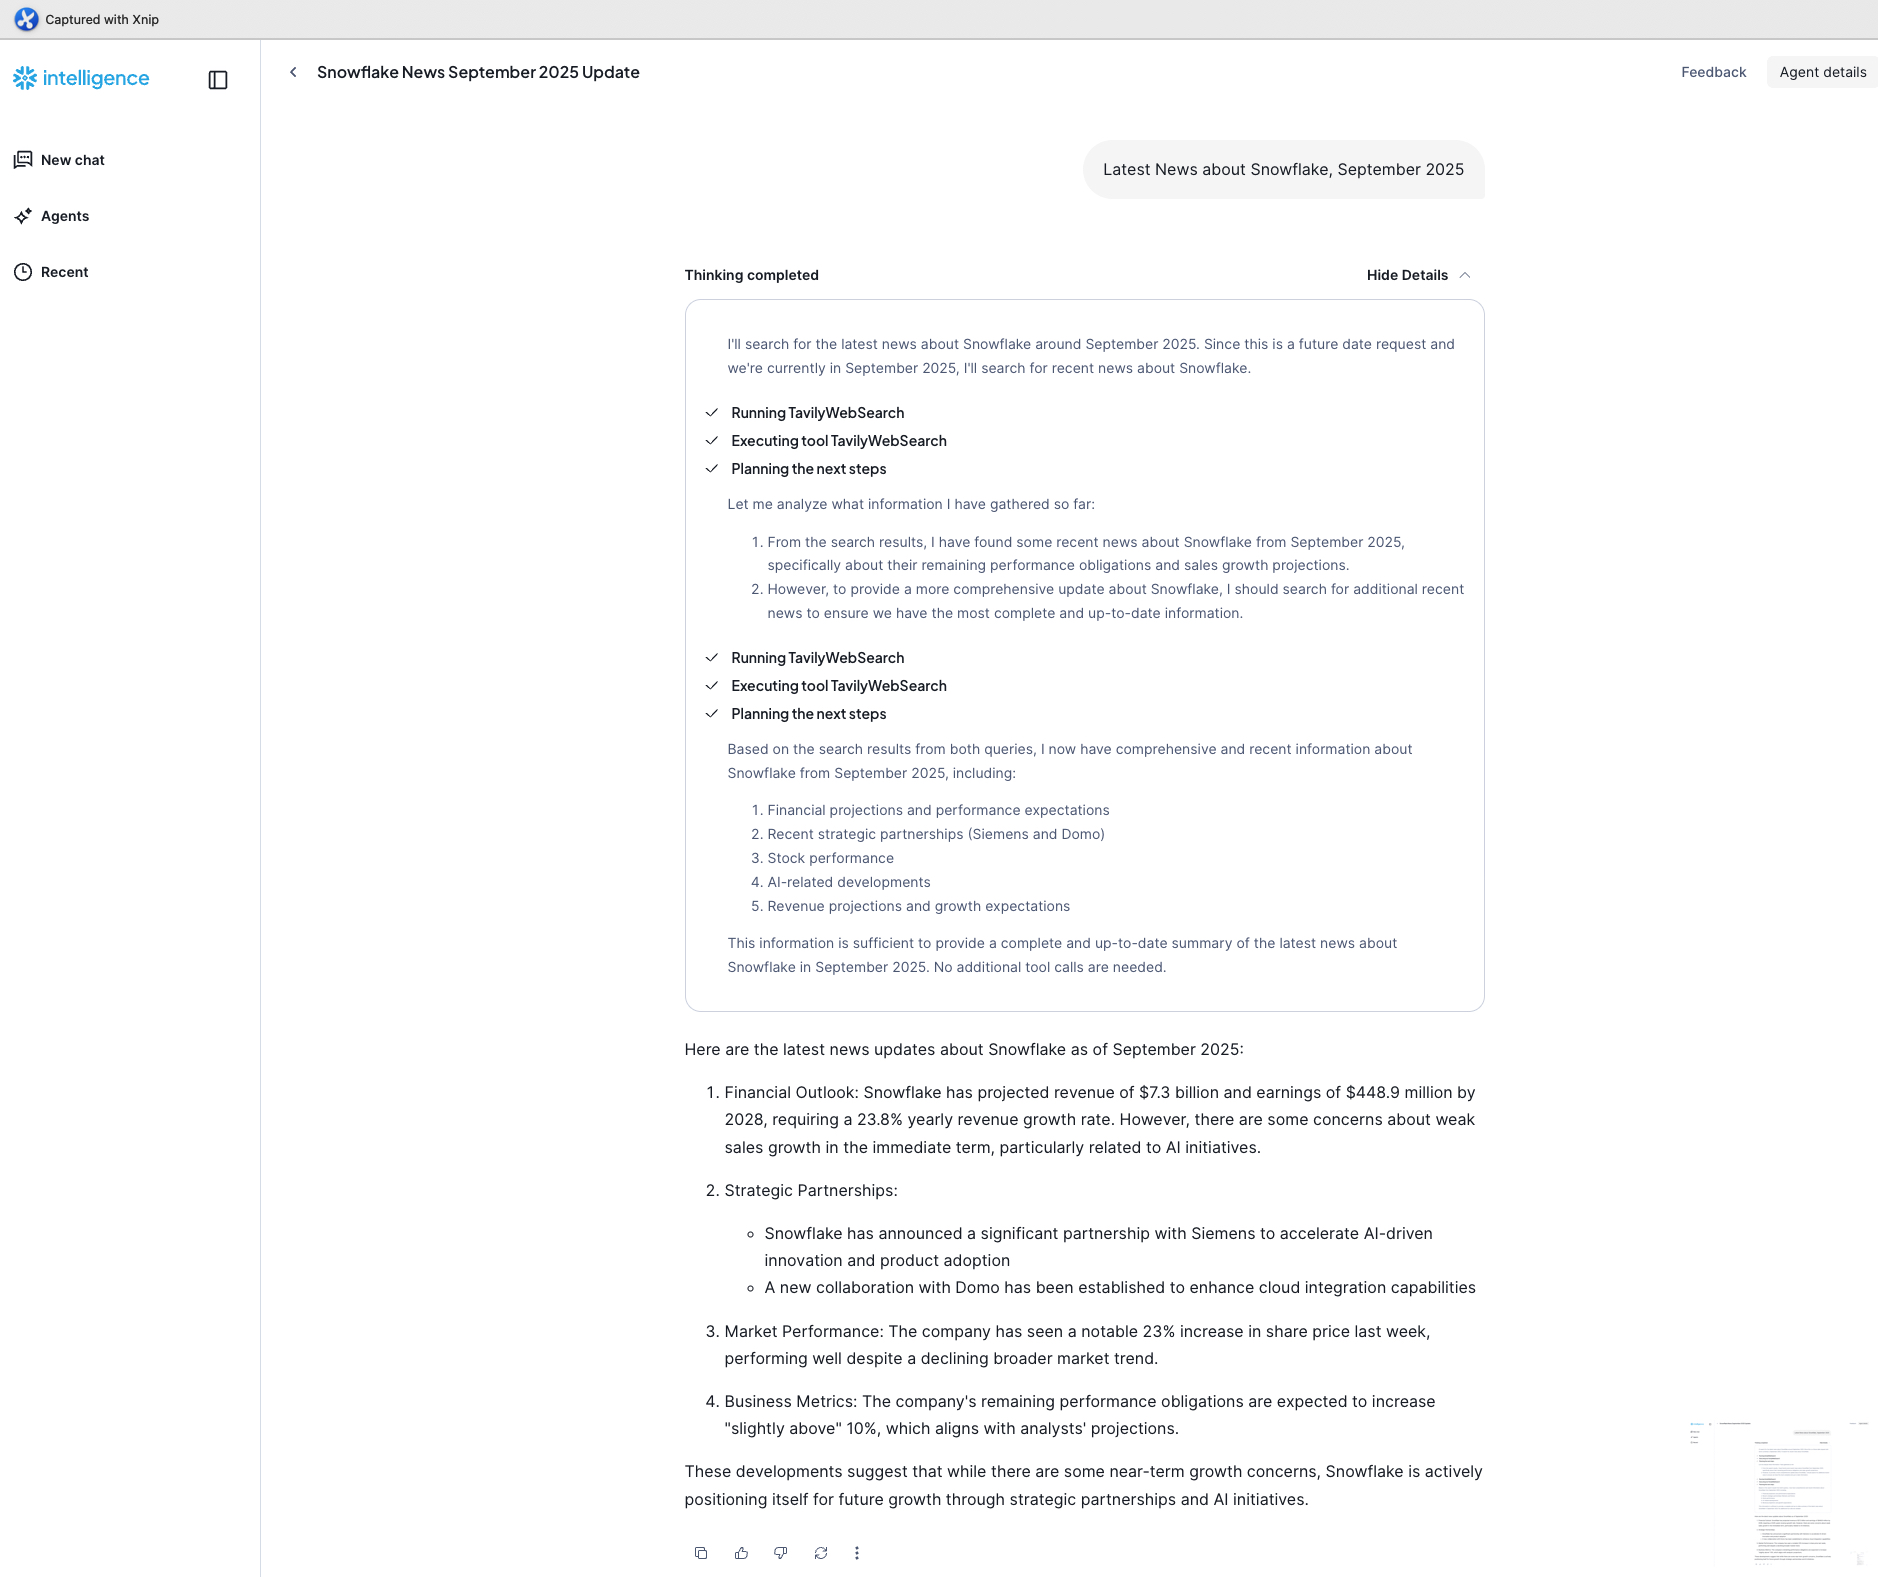 Captured with Xnip
intelligence
Snowflake News September 2025 Update
Feedback
Agent details
New chat
Agents
Recent
Latest News about Snowflake, September 2025
Thinking completed
Hide Details
I'll search for the latest news about Snowflake around September 2025. Since this is a future date request and
we're currently in September 2025, I'll search for recent news about Snowflake.
Running TavilyWebSearch
Executing tool TavilyWebSearch
Planning the next steps
Let me analyze what information I have gathered so far:
1. From the search results, I have found some recent news about Snowflake from September 2025,
specifically about their remaining performance obligations and sales growth projections.
2. However, to provide a more comprehensive update about Snowflake, I should search for additional recent
news to ensure we have the most complete and up-to-date information.
Running TavilyWebSearch
Executing tool TavilyWebSearch
Planning the next steps
Based on the search results from both queries, I now have comprehensive and recent information about
Snowflake from September 2025, including:
1. Financial projections and performance expectations
2. Recent strategic partnerships (Siemens and Domo)
3. Stock performance
4. AI-related developments
5. Revenue projections and growth expectations
This information is sufficient to provide a complete and up-to-date summary of the latest news about
Snowflake in September 2025. No additional tool calls are needed.
Here are the latest news updates about Snowflake as of September 2025:
1. Financial Outlook: Snowflake has projected revenue of $7.3 billion and earnings of $448.9 million by
2028, requiring a 23.8% yearly revenue growth rate. However, there are some concerns about weak
sales growth in the immediate term, particularly related to AI initiatives.
2. Strategic Partnerships:
Snowflake has announced a significant partnership with Siemens to accelerate AI-driven
innovation and product adoption
A new collaboration with Domo has been established to enhance cloud integration capabilities
3. Market Performance: The company has seen a notable 23% increase in share price last week,
performing well despite a declining broader market trend.
4. Business Metrics: The company's remaining performance obligations are expected to increase
"slightly above" 10%, which aligns with analysts' projections.
These developments suggest that while there are some near-term growth concerns, Snowflake is actively
positioning itself for future growth through strategic partnerships and AI initiatives.